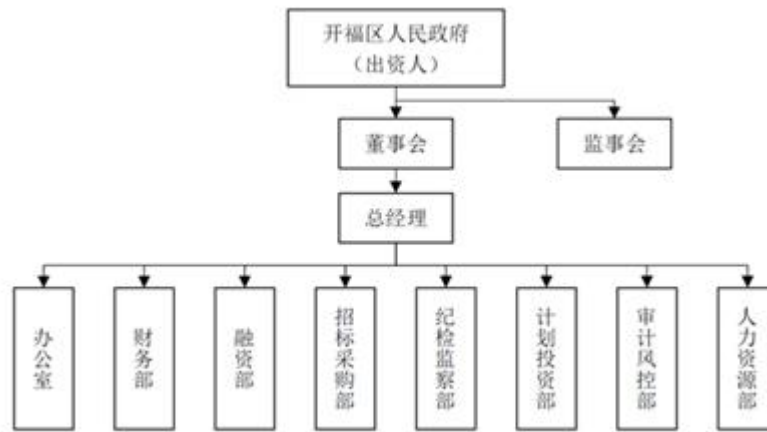 开福区人民政府
（出资人）
董事会
监事会
总经理
办公室
财务部
融资部
招标采购部
纪检监察部
计划投资部
审计风控部
人力资源部